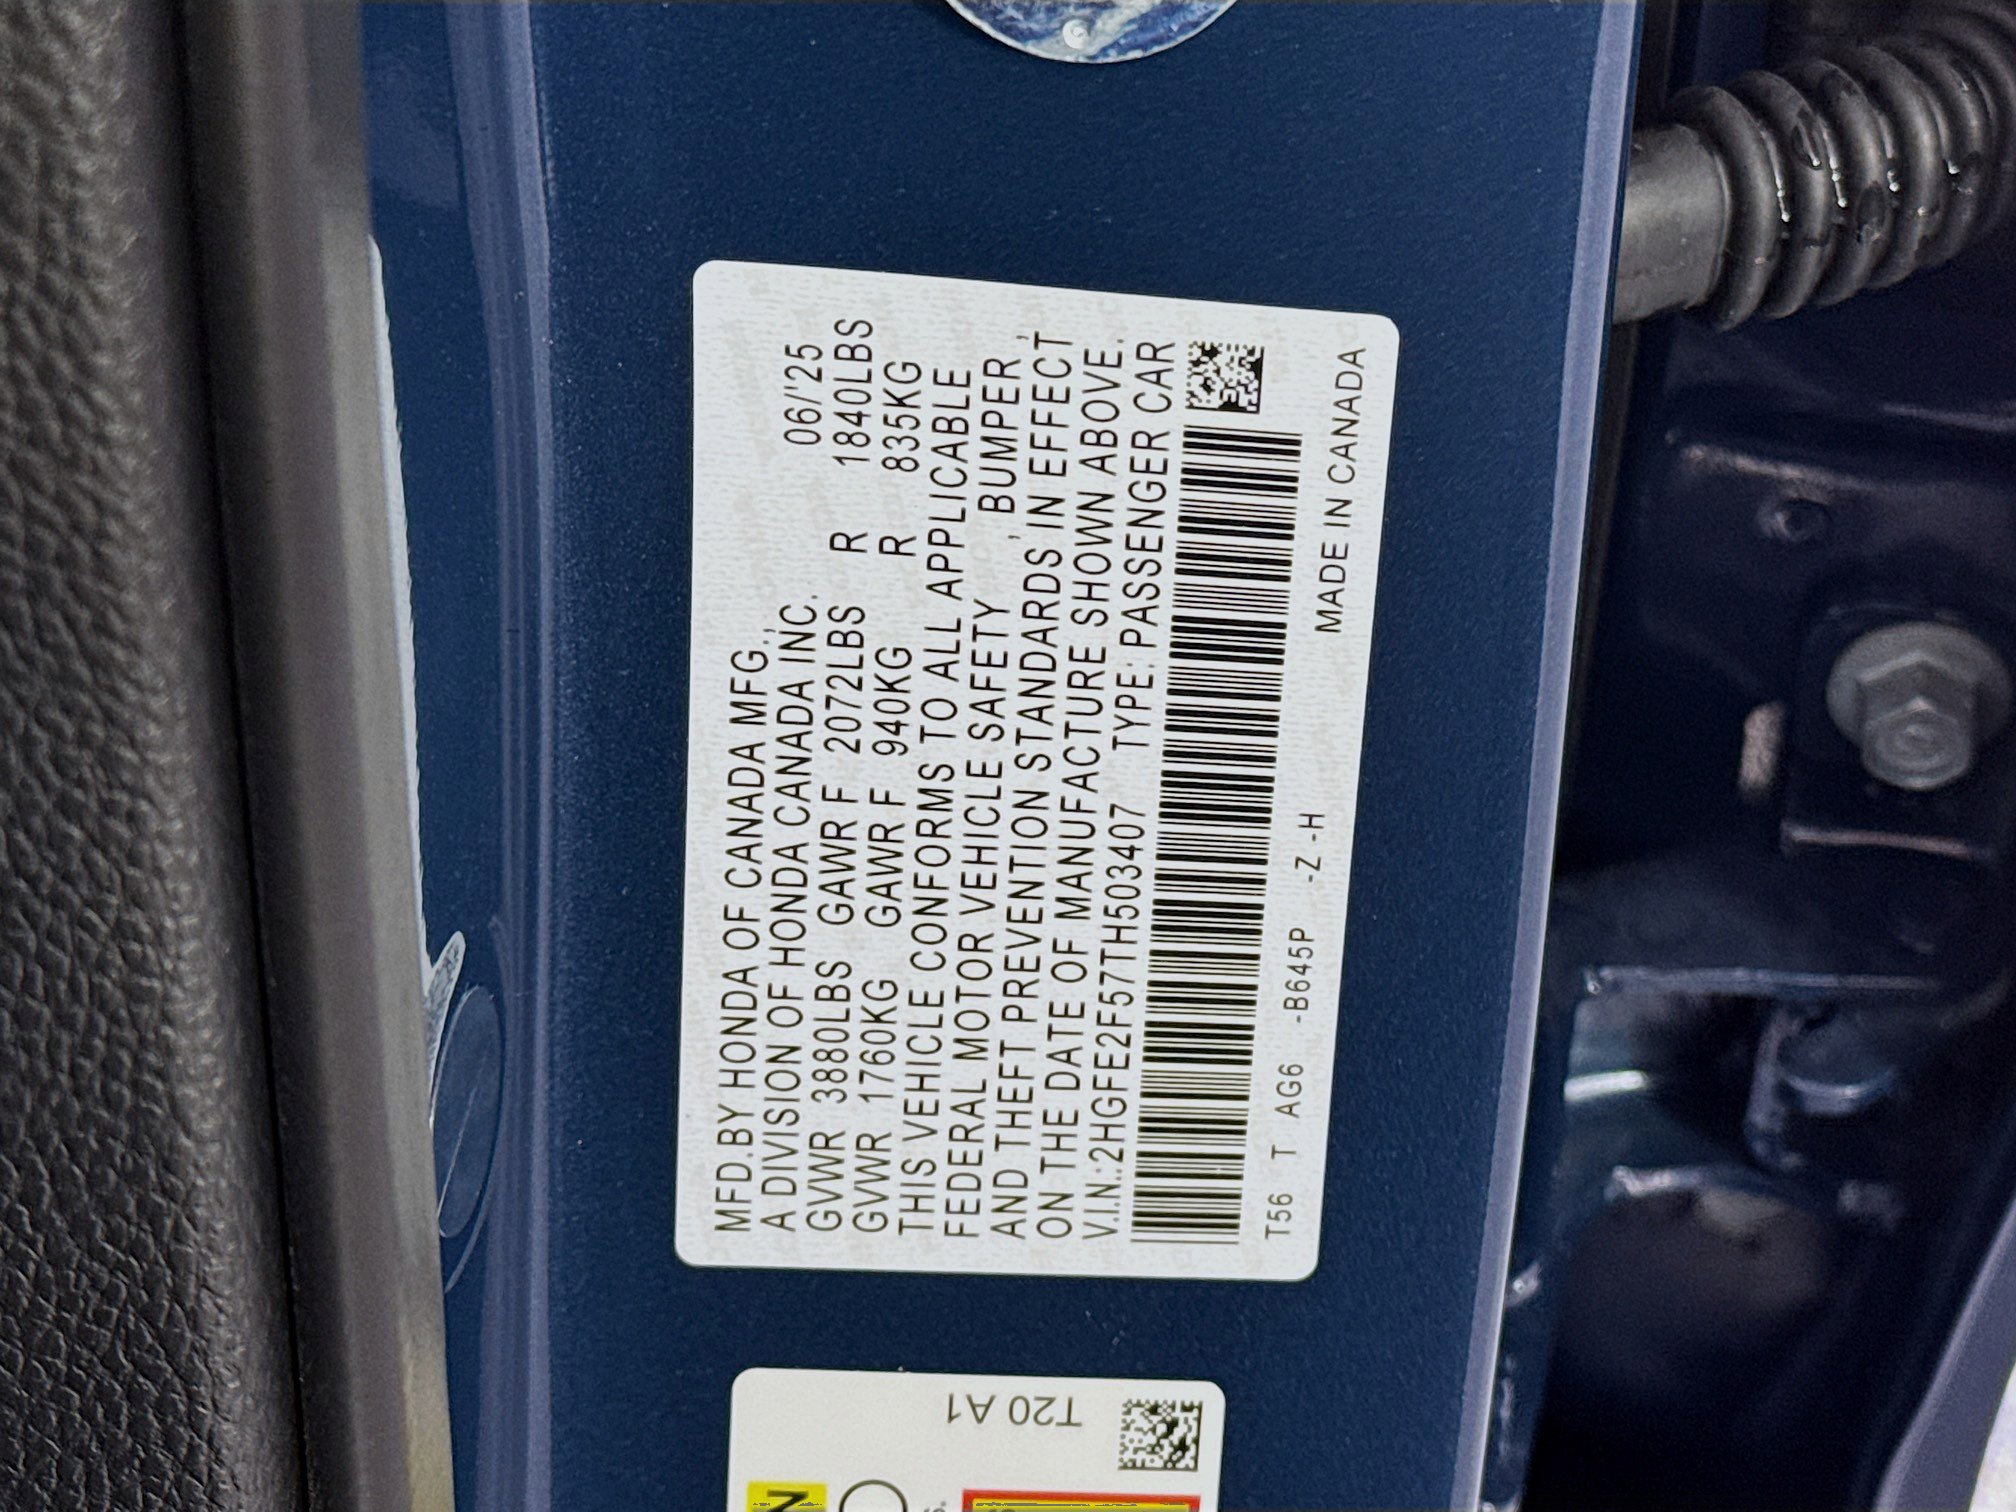 MFD.BY HONDA OF CANADA MFG.,
A DIVISION OF HONDA CANADA INC. 06/'25
GVWR 3880LBS GAWR F 2072LBS R 1840LBS
GVWR 1760KG GAWR F 940KG R 835KG
THIS VEHICLE CONFORMS TO ALL APPLICABLE
FEDERAL MOTOR VEHICLE SAFETY , BUMPER ,
AND THEFT PREVENTION STANDARDS IN EFFECT
ON THE DATE OF MANUFACTURE SHOWN ABOVE.
V.I.N.:2HGFE2F57TH503407 TYPE: PASSENGER CAR
T56 T AG6 -B645P -Z -H MADE IN CANADA
T20 A1